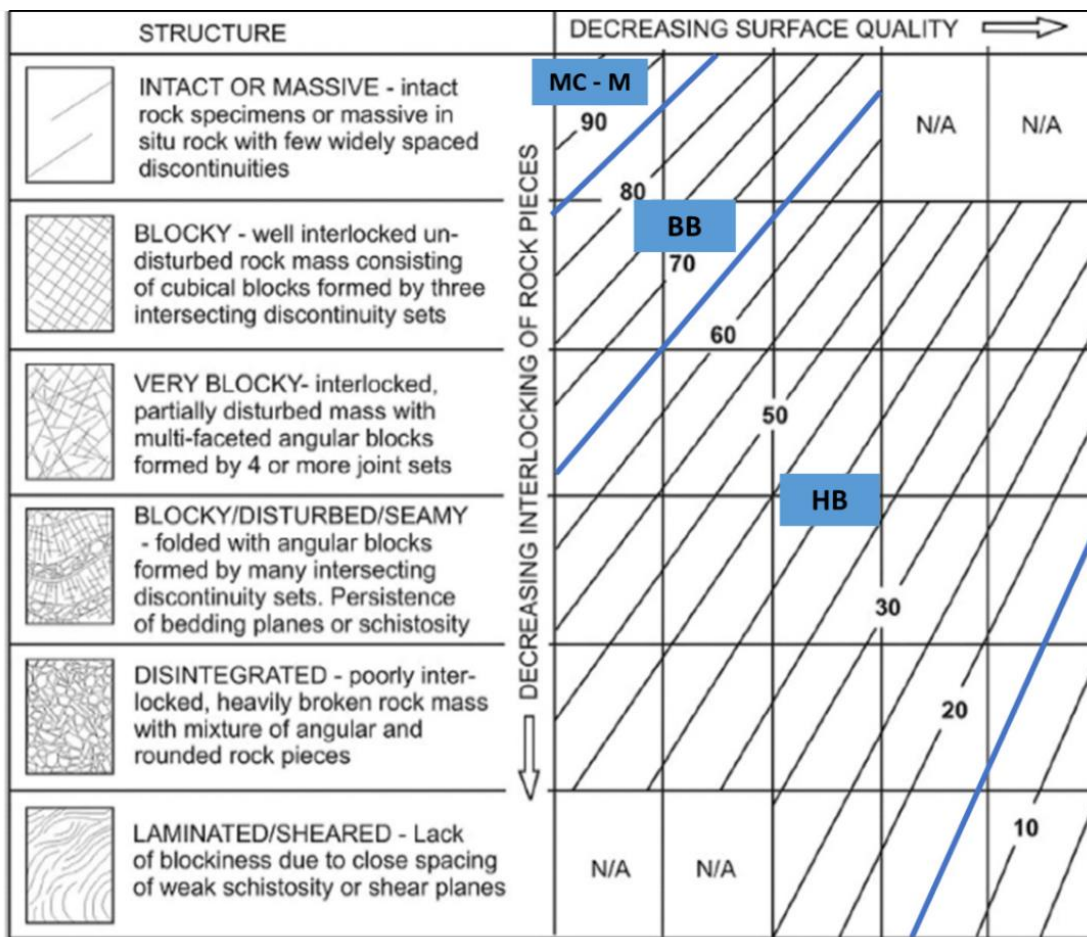 STRUCTURE
DECREASING SURFACE QUALITY
DECREASING INTERLOCKING OF ROCK PIECES
INTACT OR MASSIVE - intact
rock specimens or massive in
situ rock with few widely spaced
discontinuities
BLOCKY - well interlocked un-
disturbed rock mass consisting
of cubical blocks formed by three
intersecting discontinuity sets
VERY BLOCKY- interlocked,
partially disturbed mass with
multi-faceted angular blocks
formed by 4 or more joint sets
BLOCKY/DISTURBED/SEAMY
- folded with angular blocks
formed by many intersecting
discontinuity sets. Persistence
of bedding planes or schistosity
DISINTEGRATED - poorly inter-
locked, heavily broken rock mass
with mixture of angular and
rounded rock pieces
LAMINATED/SHEARED - Lack
of blockiness due to close spacing
of weak schistosity or shear planes
MC - M
90
N/A
N/A
80
BB
70
60
50
HB
30
20
N/A
N/A
10